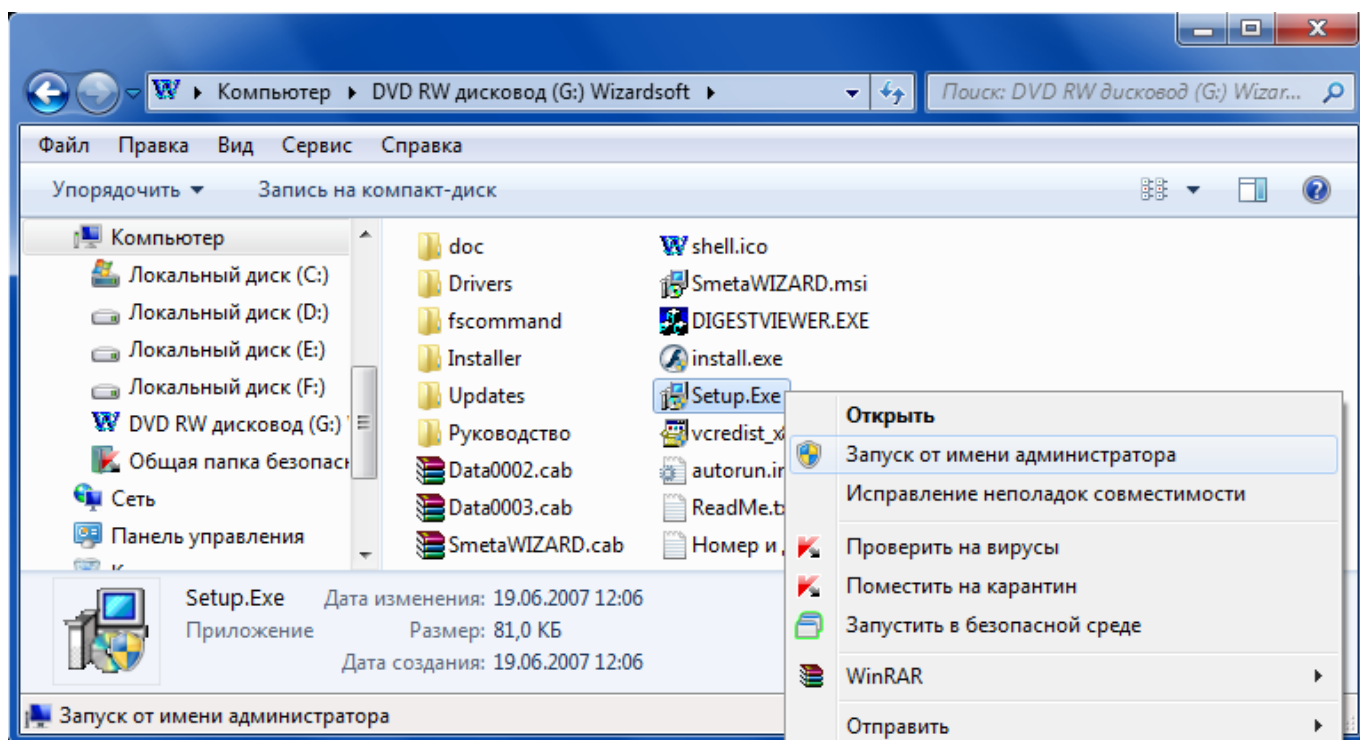 Компьютер ▸ DVD RW дисковод (G:) Wizardsoft ▸
Поиск: DVD RW дисковод (G:) Wizar...
Файл Правка Вид Сервис Справка
Упорядочить ▾ Запись на компакт-диск
Компьютер
Локальный диск (C:)
Локальный диск (D:)
Локальный диск (E:)
Локальный диск (F:)
DVD RW дисковод (G:)
Общая папка безопасн
Сеть
Панель управления
doc
Drivers
fscommand
Installer
Updates
Руководство
Data0002.cab
Data0003.cab
SmetaWIZARD.cab
shell.ico
SmetaWIZARD.msi
DIGESTVIEWER.EXE
install.exe
Setup.Exe
vcredist_x
autorun.in
ReadMe.t
Номер и
Открыть
Запуск от имени администратора
Исправление неполадок совместимости
Проверить на вирусы
Поместить на карантин
Запустить в безопасной среде
WinRAR
Отправить
Setup.Exe Дата изменения: 19.06.2007 12:06
Приложение Размер: 81,0 КБ
Дата создания: 19.06.2007 12:06
Запуск от имени администратора